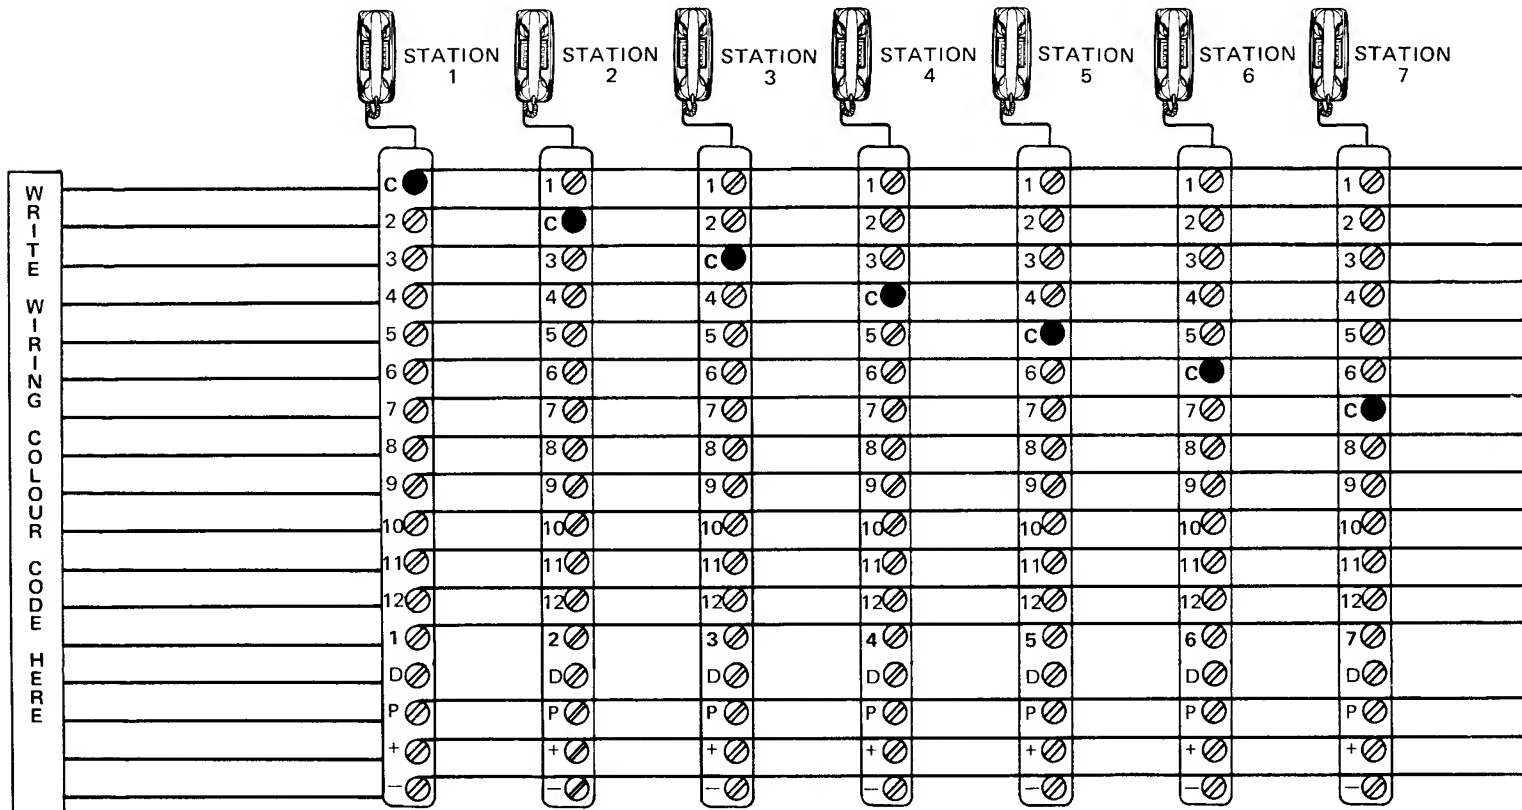 STATION STATION STATION STATION STATION STATION STATION
1 2 3 4 5 6 7
WRITE WIRING COLOUR CODE HERE
C 1 1 1 1 1 1
2 C 2 2 2 2 2
3 3 C 3 3 3 3
4 4 4 C 4 4 4
5 5 5 5 C 5 5
6 6 6 6 6 C 6
7 7 7 7 7 7 C
8 8 8 8 8 8 8
9 9 9 9 9 9 9
10 10 10 10 10 10 10
11 11 11 11 11 11 11
12 12 12 12 12 12 12
1 2 3 4 5 6 7
D D D D D D D
P P P P P P P
+ + + + + + +
− − − − − − −